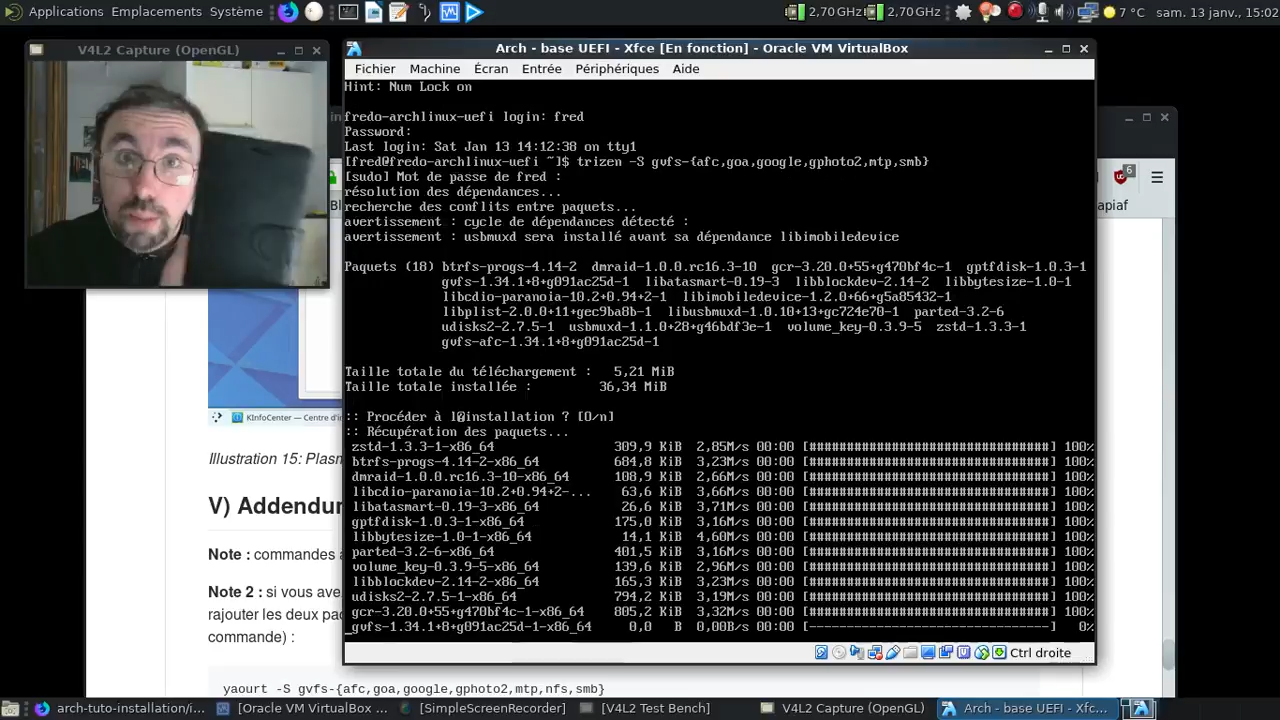 Applications Emplacements Système
2,70 GHz 2,70 GHz 7 °C sam. 13 janv., 15:02
V4L2 Capture (OpenGL)
Arch - base UEFI - Xfce [En fonction] - Oracle VM VirtualBox
Fichier Machine Écran Entrée Périphériques Aide
Hint: Num Lock on
fredo-archlinux-uefi login: fred
Password:
Last login: Sat Jan 13 14:12:38 on tty1
[fred@fredo-archlinux-uefi ~]$ trizen -S gvfs-{afc,goa,google,gphoto2,mtp,smb}
[sudo] Mot de passe de fred :
résolution des dépendances...
recherche des conflits entre paquets...
avertissement : cycle de dépendances détecté :
avertissement : usbmuxd sera installé avant sa dépendance libimobiledevice
Paquets (18) btrfs-progs-4.14-2 dmraid-1.0.0.rc16.3-10 gcr-3.20.0+55+g470bf4c-1 gptfdisk-1.0.3-1
gvfs-1.34.1+8+g091ac25d-1 libatasmart-0.19-3 libblockdev-2.14-2 libbytesize-1.0-1
libcdio-paranoia-10.2+0.94+2-1 libimobiledevice-1.2.0+66+g5a85432-1
libplist-2.0.0+11+gec9ba8b-1 libusbmuxd-1.0.10+13+gc724e70-1 parted-3.2-6
udisks2-2.7.5-1 usbmuxd-1.1.0+28+g46bdf3e-1 volume_key-0.3.9-5 zstd-1.3.3-1
gvfs-afc-1.34.1+8+g091ac25d-1
Taille totale du téléchargement : 5,21 MiB
Taille totale installée : 36,34 MiB
:: Procéder à l@installation ? [O/n]
:: Récupération des paquets...
zstd-1.3.3-1-x86_64 309,9 KiB 2,85M/s 00:00 [################################] 100%
btrfs-progs-4.14-2-x86_64 684,8 KiB 3,23M/s 00:00 [################################] 100%
dmraid-1.0.0.rc16.3-10-x86_64 108,9 KiB 2,66M/s 00:00 [################################] 100%
libcdio-paranoia-10.2+0.94+2-... 63,6 KiB 3,66M/s 00:00 [################################] 100%
libatasmart-0.19-3-x86_64 26,6 KiB 3,71M/s 00:00 [################################] 100%
gptfdisk-1.0.3-1-x86_64 175,0 KiB 3,16M/s 00:00 [################################] 100%
libbytesize-1.0-1-x86_64 14,1 KiB 4,60M/s 00:00 [################################] 100%
parted-3.2-6-x86_64 401,5 KiB 3,16M/s 00:00 [################################] 100%
volume_key-0.3.9-5-x86_64 139,6 KiB 2,96M/s 00:00 [################################] 100%
libblockdev-2.14-2-x86_64 165,3 KiB 3,23M/s 00:00 [################################] 100%
udisks2-2.7.5-1-x86_64 794,2 KiB 3,19M/s 00:00 [################################] 100%
gcr-3.20.0+55+g470bf4c-1-x86_64 805,2 KiB 3,32M/s 00:00 [################################] 100%
gvfs-1.34.1+8+g091ac25d-1-x86_64 0,0 B 0,00B/s 00:00 [--------------------------------] 0%
Ctrl droite
6
apiaf
KInfoCenter — Centre d'i
Illustration 15: Plas
V) Addendu
Note : commandes
Note 2 : si vous ave
rajouter les deux pa
commande) :
yaourt -S gvfs-{afc,goa,google,gphoto2,mtp,nfs,smb}
arch-tuto-installation/i... [Oracle VM VirtualBox ... [SimpleScreenRecorder] [V4L2 Test Bench] V4L2 Capture (OpenGL) Arch - base UEFI - Xfc...